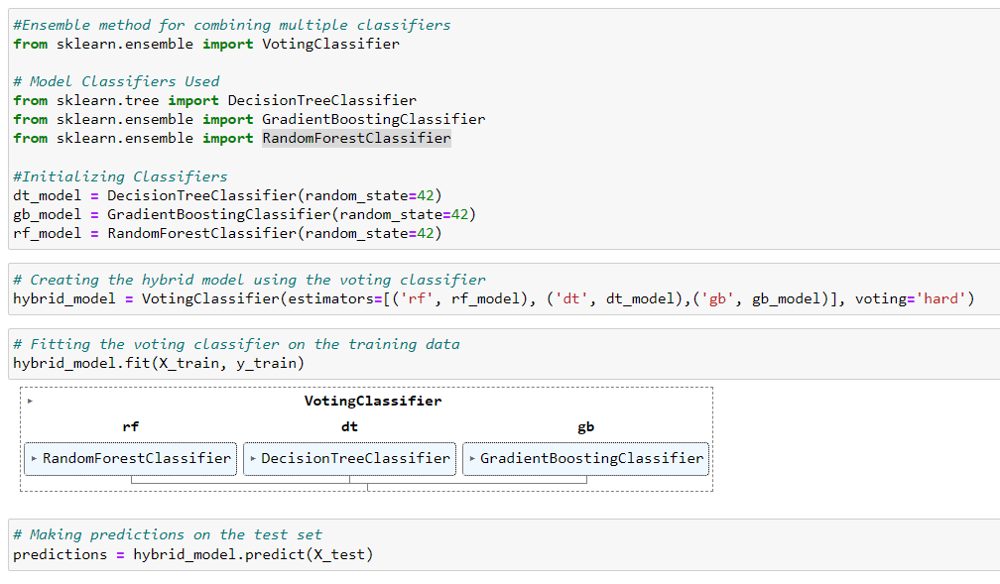 #Ensemble method for combining multiple classifiers
from sklearn.ensemble import VotingClassifier
# Model Classifiers Used
from sklearn.tree import DecisionTreeClassifier
from sklearn.ensemble import GradientBoostingClassifier
from sklearn.ensemble import RandomForestClassifier
#Initializing Classifiers
dt_model = DecisionTreeClassifier(random_state=42)
gb_model = GradientBoostingClassifier(random_state=42)
rf_model = RandomForestClassifier(random_state=42)
# Creating the hybrid model using the voting classifier
hybrid_model = VotingClassifier(estimators=[('rf', rf_model), ('dt', dt_model),('gb', gb_model)], voting='hard')
# Fitting the voting classifier on the training data
hybrid_model.fit(X_train, y_train)
VotingClassifier
rf dt gb
RandomForestClassifier DecisionTreeClassifier GradientBoostingClassifier
# Making predictions on the test set
predictions = hybrid_model.predict(X_test)